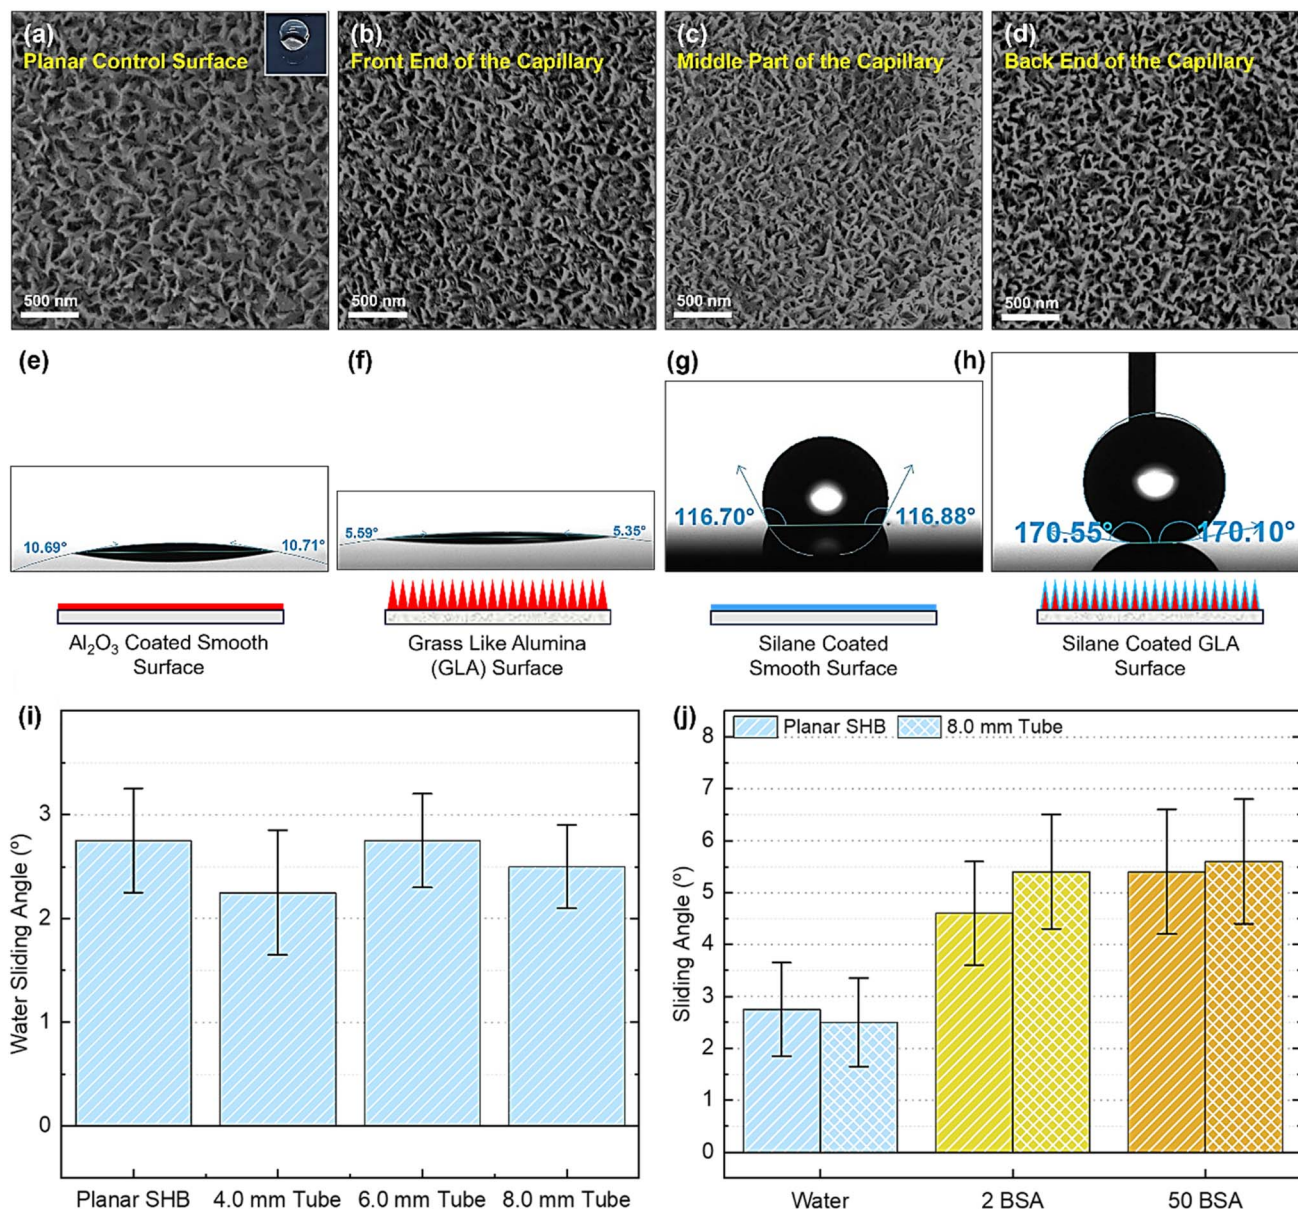 (a)
Planar Control Surface
500 nm
(b)
Front End of the Capillary
500 nm
(c)
Middle Part of the Capillary
500 nm
(d)
Back End of the Capillary
500 nm
(e)
10.69°
10.71°
Al₂O₃ Coated Smooth
Surface
(f)
5.59°
5.35°
Grass Like Alumina
(GLA) Surface
(g)
116.70°
116.88°
Silane Coated
Smooth Surface
(h)
170.55°
170.10°
Silane Coated GLA
Surface
(i)
Water Sliding Angle (º)
3
2
1
0
Planar SHB
4.0 mm Tube
6.0 mm Tube
8.0 mm Tube
(j)
Planar SHB
8.0 mm Tube
Sliding Angle (º)
8
7
6
5
4
3
2
1
0
Water
2 BSA
50 BSA